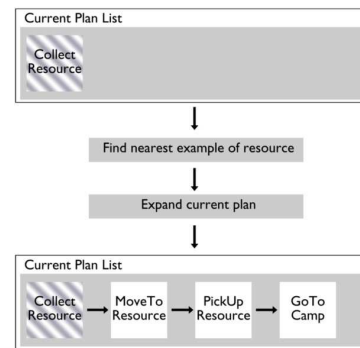 Current Plan List
Collect
Resource
Find nearest example of resource
Expand current plan
Current Plan List
Collect
Resource
MoveTo
Resource
PickUp
Resource
GoTo
Camp